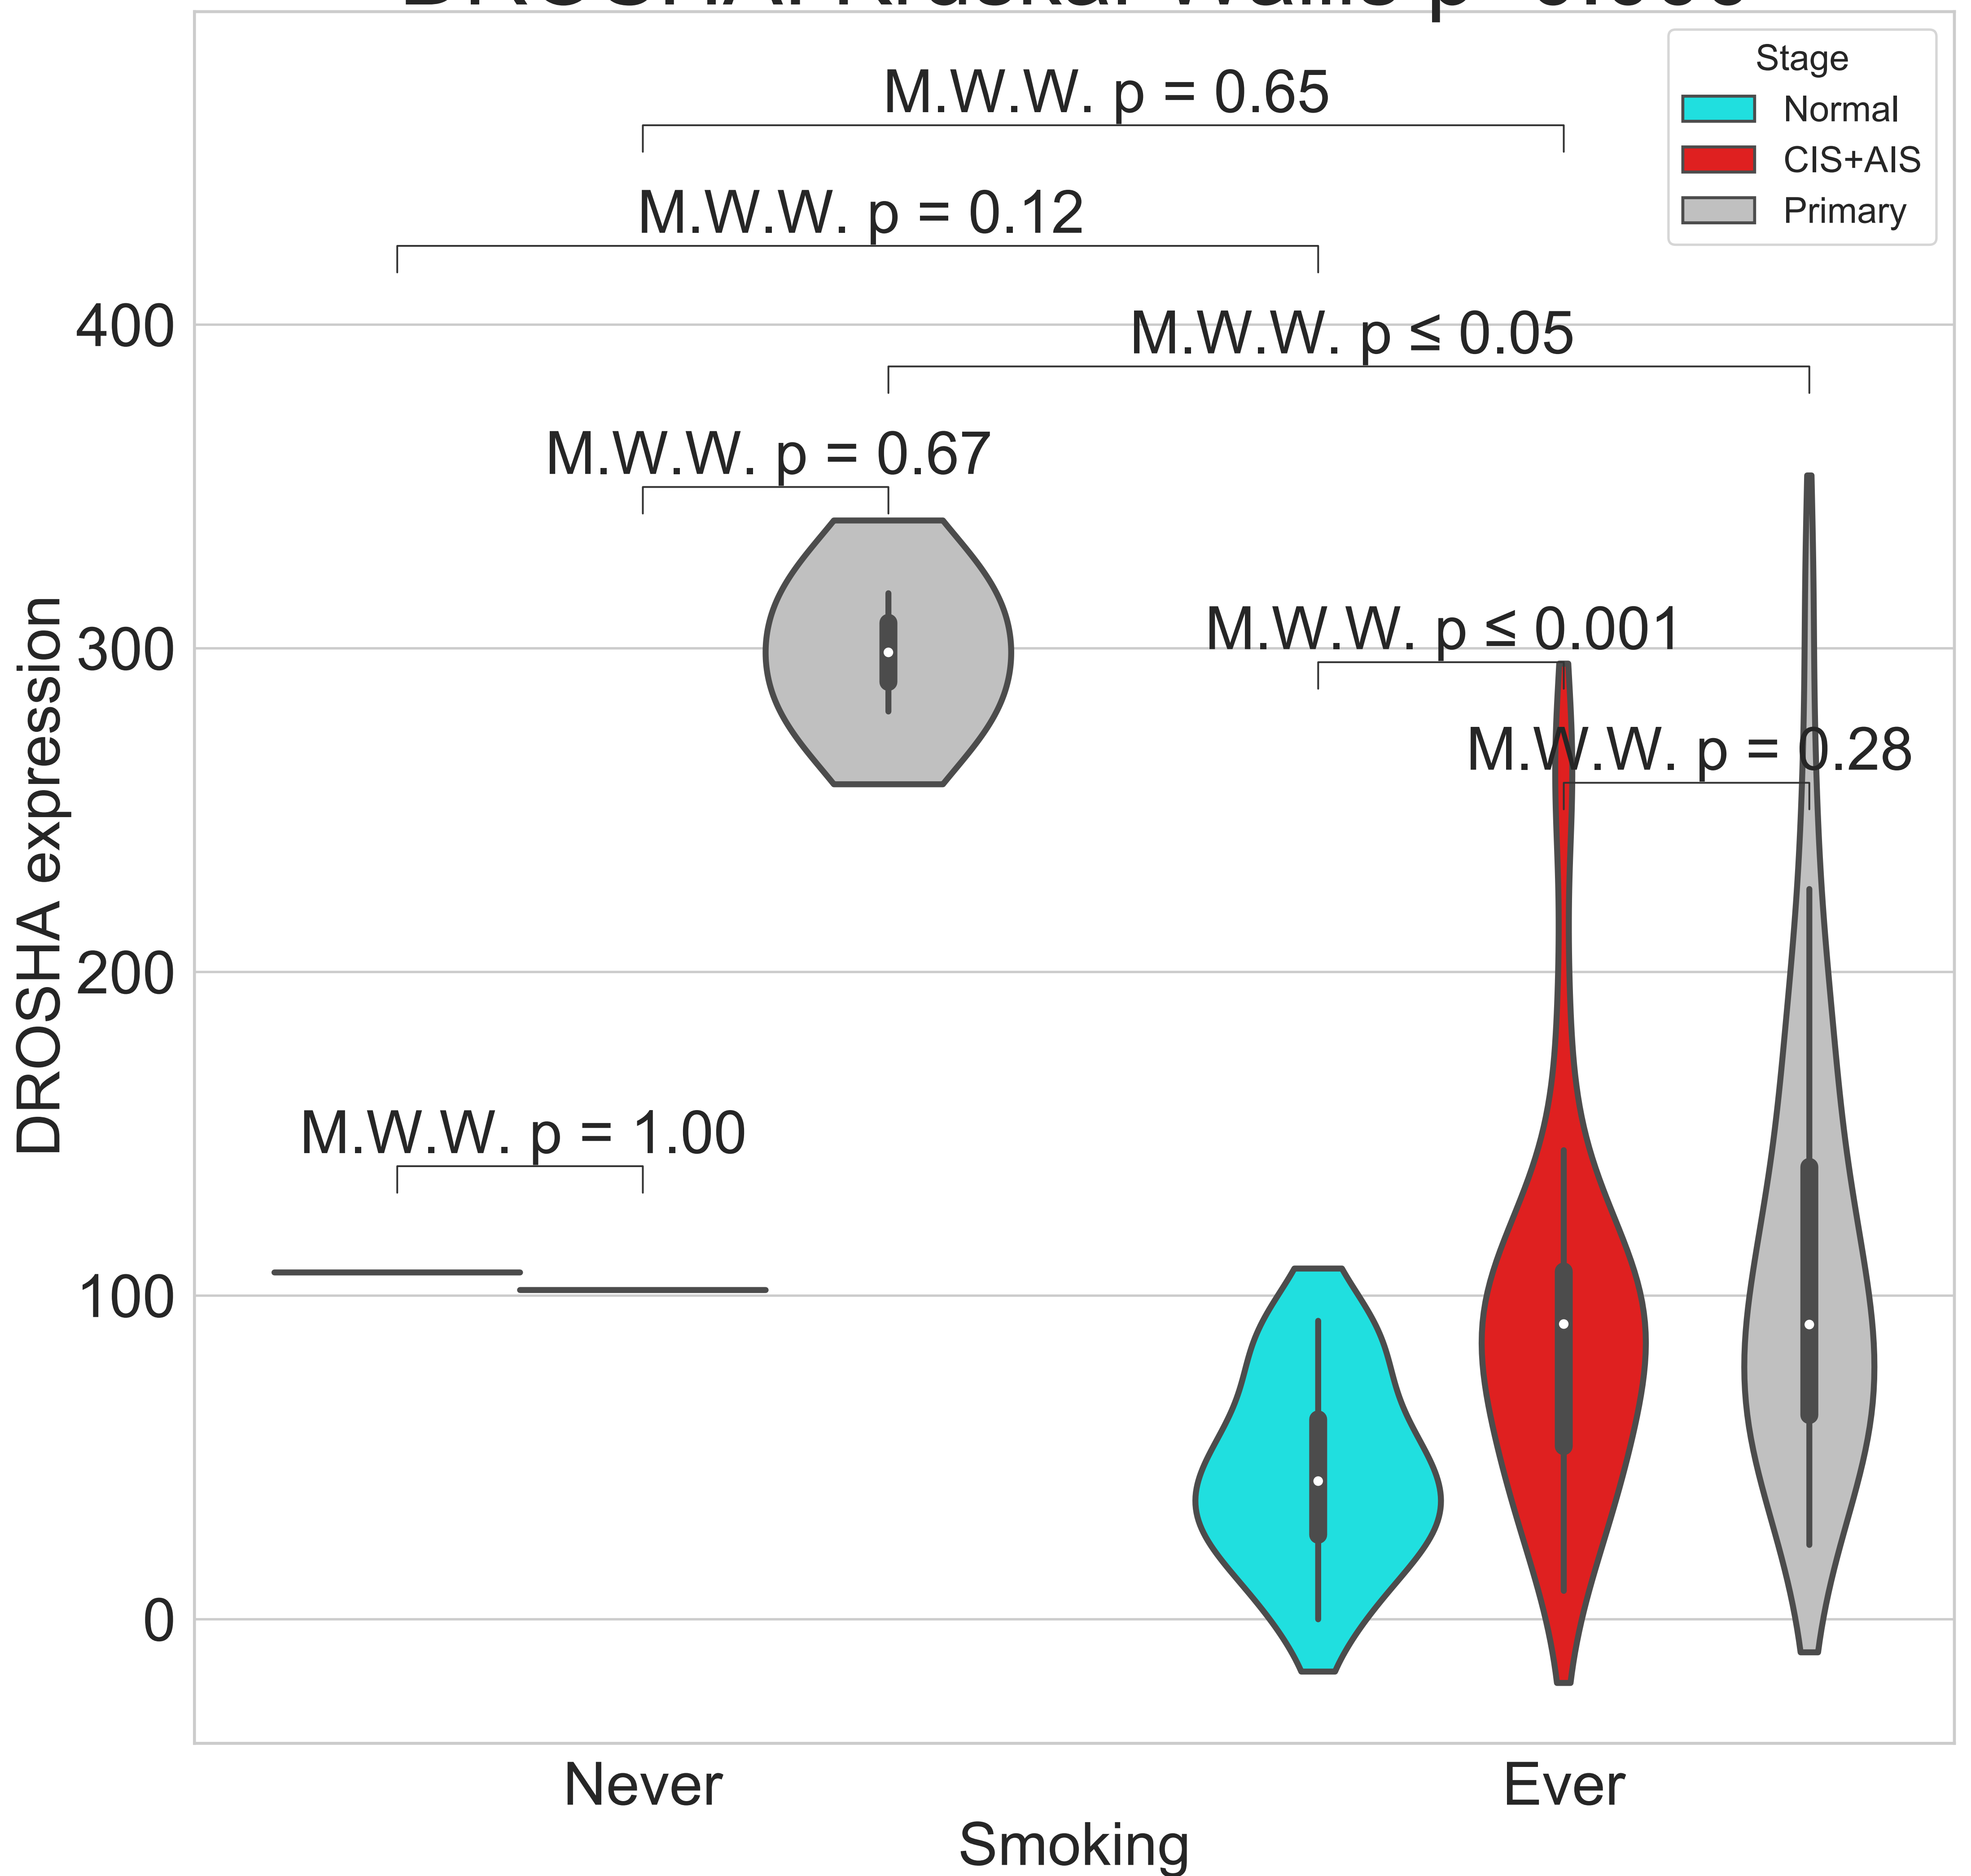 Stage
Normal
CIS+AIS
Primary
M.W.W. p = 0.65
M.W.W. p = 0.12
M.W.W. p ≤ 0.05
M.W.W. p = 0.67
M.W.W. p ≤ 0.001
M.W.W. p = 0.28
M.W.W. p = 1.00
DROSHA expression
400
300
200
100
0
Never
Ever
Smoking